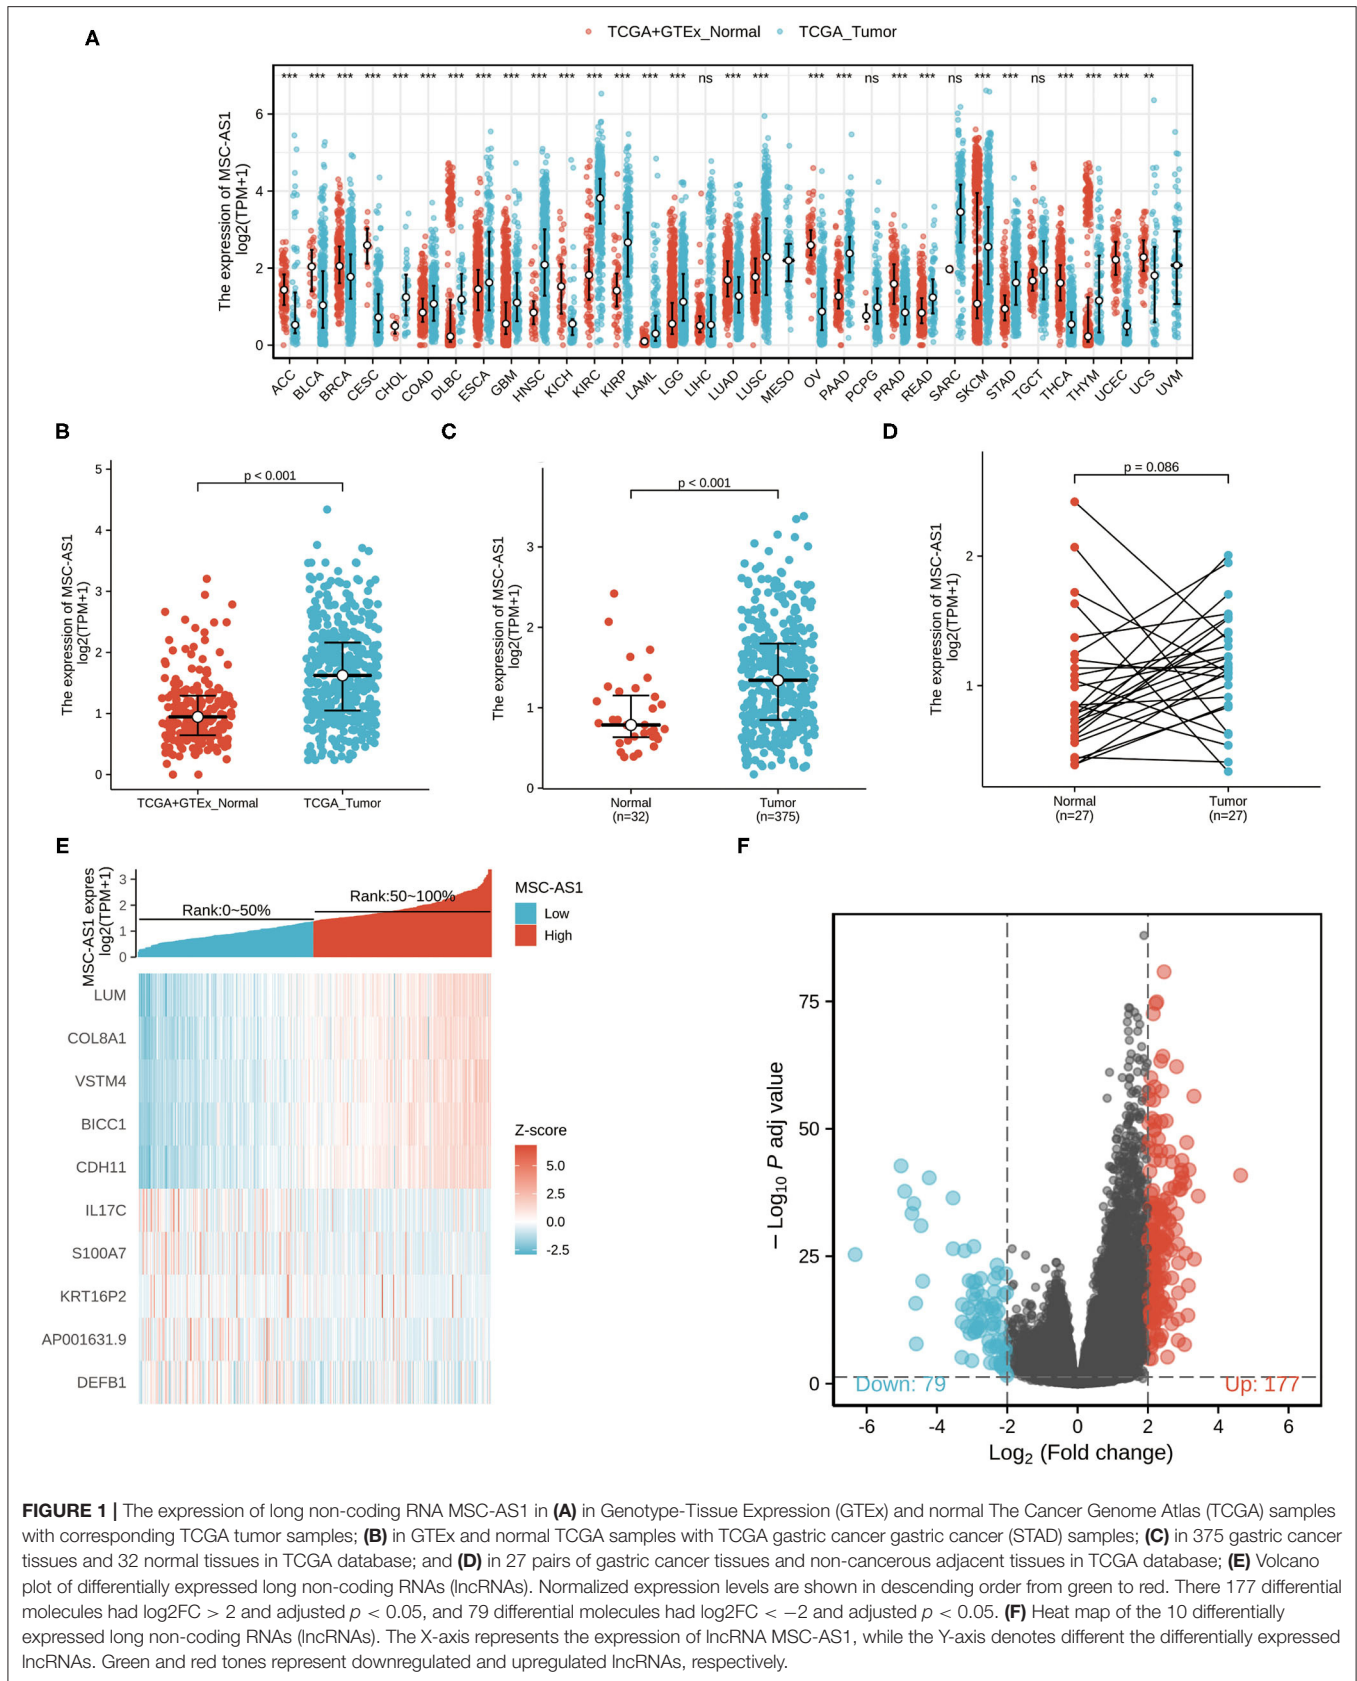 A
TCGA+GTEx_Normal TCGA_Tumor
The expression of MSC-AS1
log2(TPM+1)
*** *** *** *** *** *** *** *** *** *** *** *** *** *** *** ns *** *** *** *** ns *** *** ns *** *** ns *** *** *** **
6
4
2
0
ACC BLCA BRCA CESC CHOL COAD DLBC ESCA GBM HNSC KICH KIRC KIRP LAML LGG LIHC LUAD LUSC MESO OV PAAD PCPG PRAD READ SARC SKCM STAD TGCT THCA THYM UCEC UCS UVM
B
The expression of MSC-AS1
log2(TPM+1)
p < 0.001
5
4
3
2
1
0
TCGA+GTEx_Normal TCGA_Tumor
C
The expression of MSC-AS1
log2(TPM+1)
p < 0.001
3
2
1
0
Normal Tumor
(n=32) (n=375)
D
The expression of MSC-AS1
log2(TPM+1)
p = 0.086
2
1
Normal Tumor
(n=27) (n=27)
E
MSC-AS1 expres
log2(TPM+1)
3
2
1
0
Rank:0~50%
Rank:50~100%
MSC-AS1
Low
High
LUM
COL8A1
VSTM4
BICC1
CDH11
IL17C
S100A7
KRT16P2
AP001631.9
DEFB1
Z-score
5.0
2.5
0.0
-2.5
F
− Log10 P adj value
75
50
25
0
Down: 79 Up: 177
-6 -4 -2 0 2 4 6
Log2 (Fold change)
FIGURE 1 | The expression of long non-coding RNA MSC-AS1 in (A) in Genotype-Tissue Expression (GTEx) and normal The Cancer Genome Atlas (TCGA) samples
with corresponding TCGA tumor samples; (B) in GTEx and normal TCGA samples with TCGA gastric cancer gastric cancer (STAD) samples; (C) in 375 gastric cancer
tissues and 32 normal tissues in TCGA database; and (D) in 27 pairs of gastric cancer tissues and non-cancerous adjacent tissues in TCGA database; (E) Volcano
plot of differentially expressed long non-coding RNAs (lncRNAs). Normalized expression levels are shown in descending order from green to red. There 177 differential
molecules had log2FC > 2 and adjusted p < 0.05, and 79 differential molecules had log2FC < −2 and adjusted p < 0.05. (F) Heat map of the 10 differentially
expressed long non-coding RNAs (lncRNAs). The X-axis represents the expression of lncRNA MSC-AS1, while the Y-axis denotes different the differentially expressed
lncRNAs. Green and red tones represent downregulated and upregulated lncRNAs, respectively.